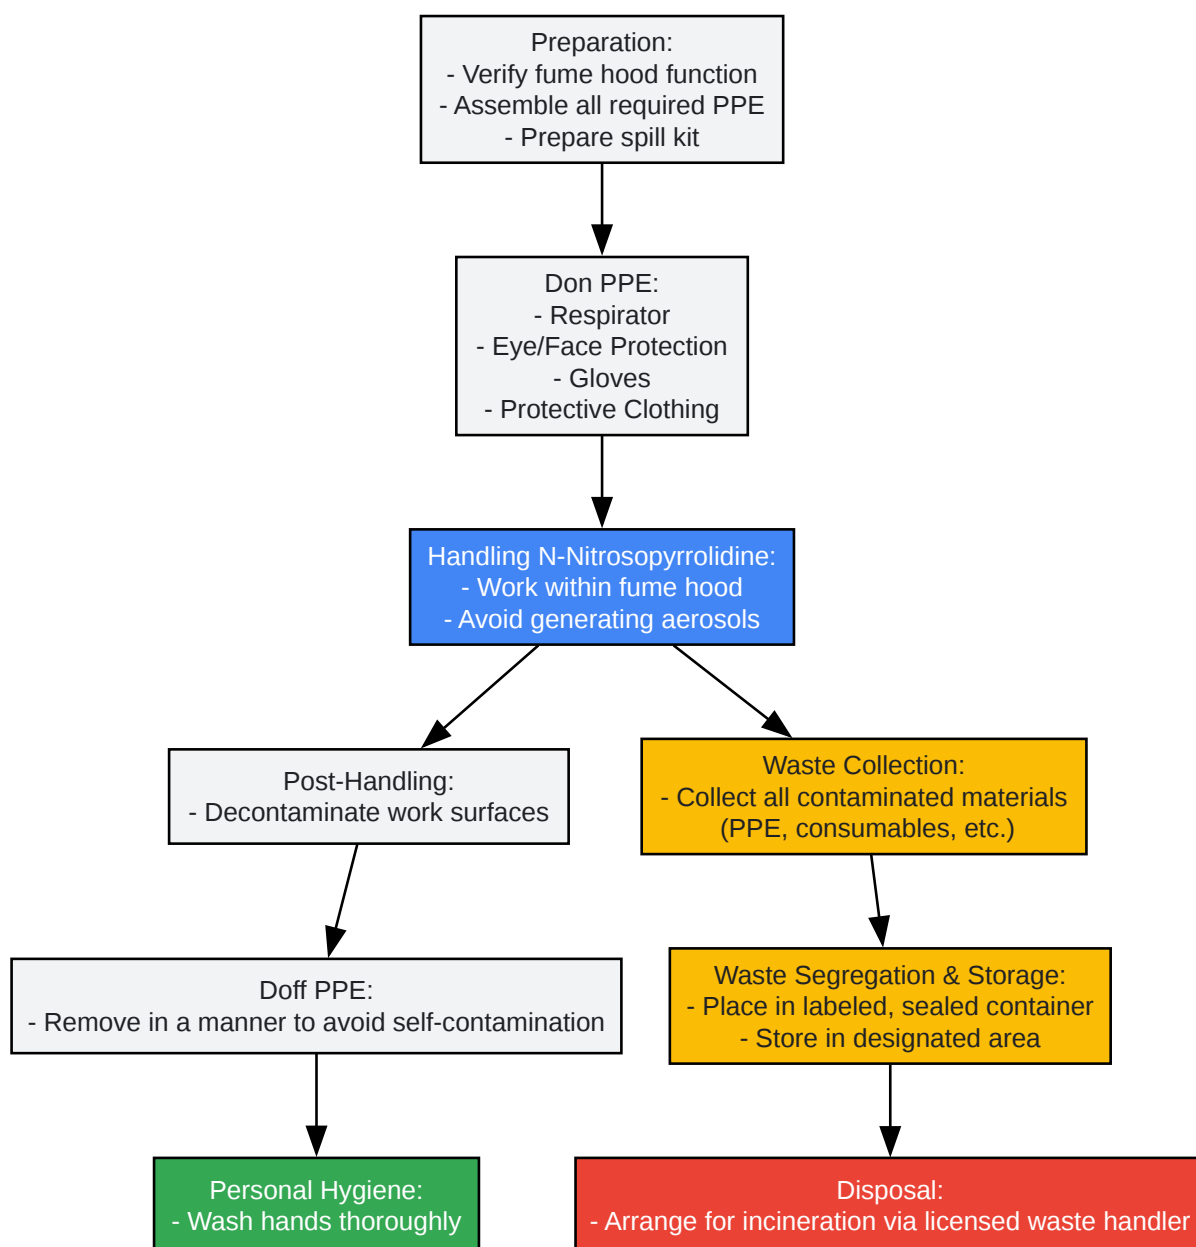 Preparation:
- Verify fume hood function
- Assemble all required PPE
- Prepare spill kit
Don PPE:
- Respirator
- Eye/Face Protection
- Gloves
- Protective Clothing
Handling N-Nitrosopyrrolidine:
- Work within fume hood
- Avoid generating aerosols
Post-Handling:
- Decontaminate work surfaces
Waste Collection:
- Collect all contaminated materials
(PPE, consumables, etc.)
Doff PPE:
- Remove in a manner to avoid self-contamination
Waste Segregation & Storage:
- Place in labeled, sealed container
- Store in designated area
Personal Hygiene:
- Wash hands thoroughly
Disposal:
- Arrange for incineration via licensed waste handler